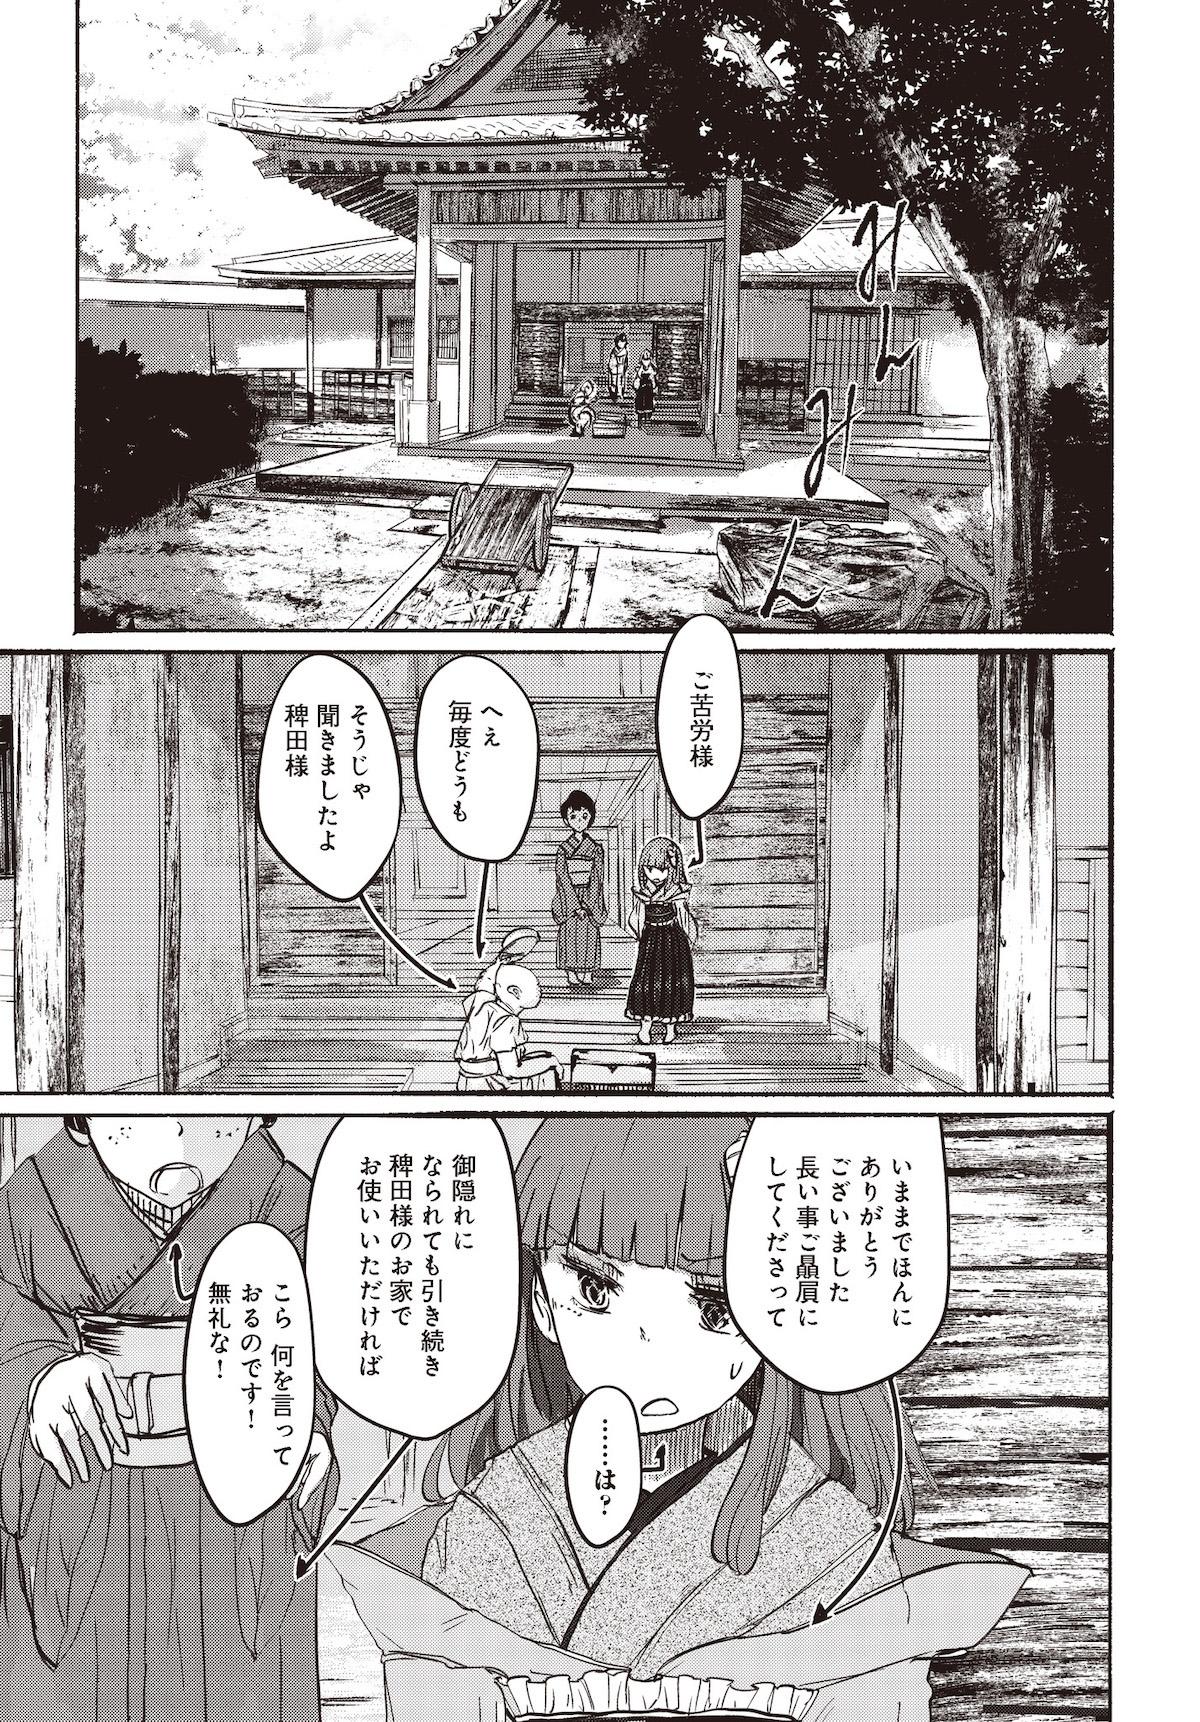 ミーん
ミーん
ご苦労様
へえ
毎度どうも
そうじゃ
聞きましたよ
稗田様
いままでほんに
ありがとう
ございました
長い事ご贔屓に
してくださって
……は?
御隠れに
なられても引き続き
稗田様のお家で
お使いいただければ
こら 何を言って
おるのです!
無礼な!